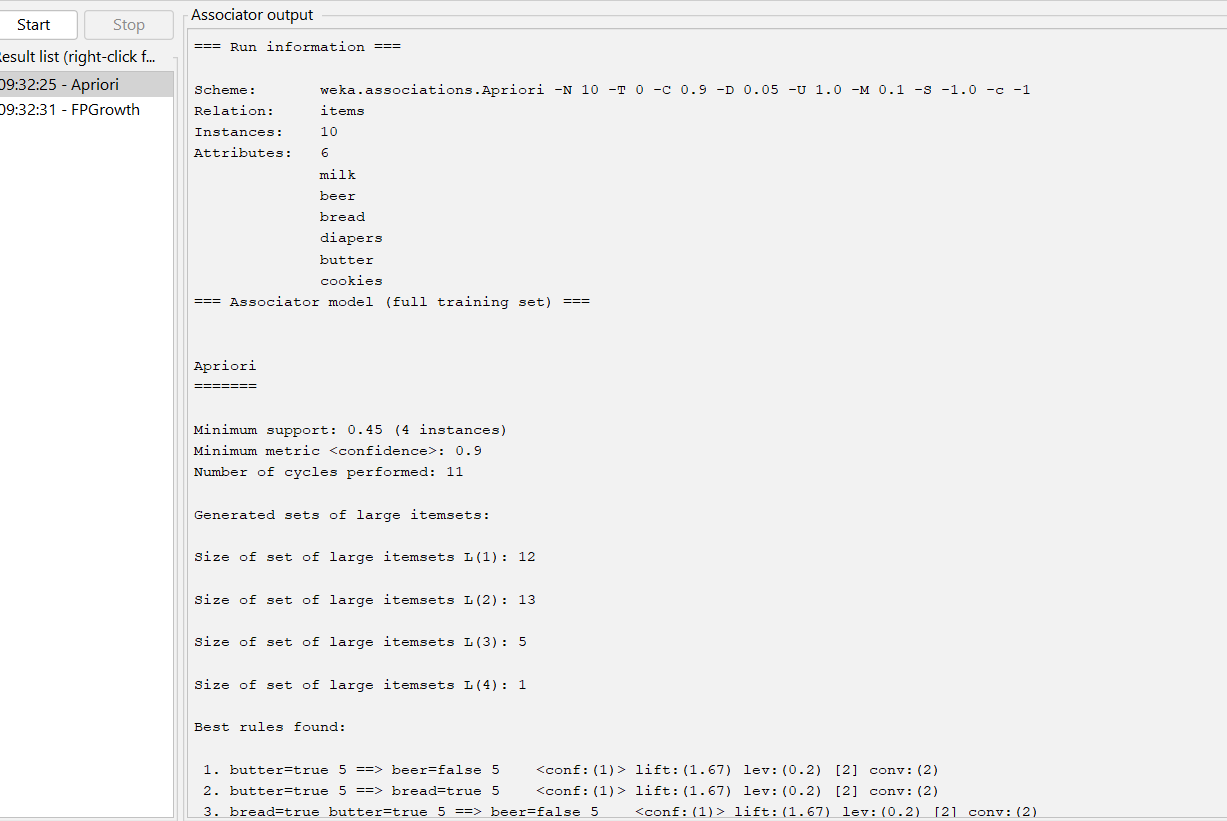 Start
Stop
Associator output
Result list (right-click f...
09:32:25 - Apriori
09:32:31 - FPGrowth
=== Run information ===
Scheme: weka.associations.Apriori -N 10 -T 0 -C 0.9 -D 0.05 -U 1.0 -M 0.1 -S -1.0 -c -1
Relation: items
Instances: 10
Attributes: 6
milk
beer
bread
diapers
butter
cookies
=== Associator model (full training set) ===
Apriori
=======
Minimum support: 0.45 (4 instances)
Minimum metric <confidence>: 0.9
Number of cycles performed: 11
Generated sets of large itemsets:
Size of set of large itemsets L(1): 12
Size of set of large itemsets L(2): 13
Size of set of large itemsets L(3): 5
Size of set of large itemsets L(4): 1
Best rules found:
1. butter=true 5 ==> beer=false 5 <conf:(1)> lift:(1.67) lev:(0.2) [2] conv:(2)
2. butter=true 5 ==> bread=true 5 <conf:(1)> lift:(1.67) lev:(0.2) [2] conv:(2)
3. bread=true butter=true 5 ==> beer=false 5 <conf:(1)> lift:(1.67) lev:(0.2) [2] conv:(2)